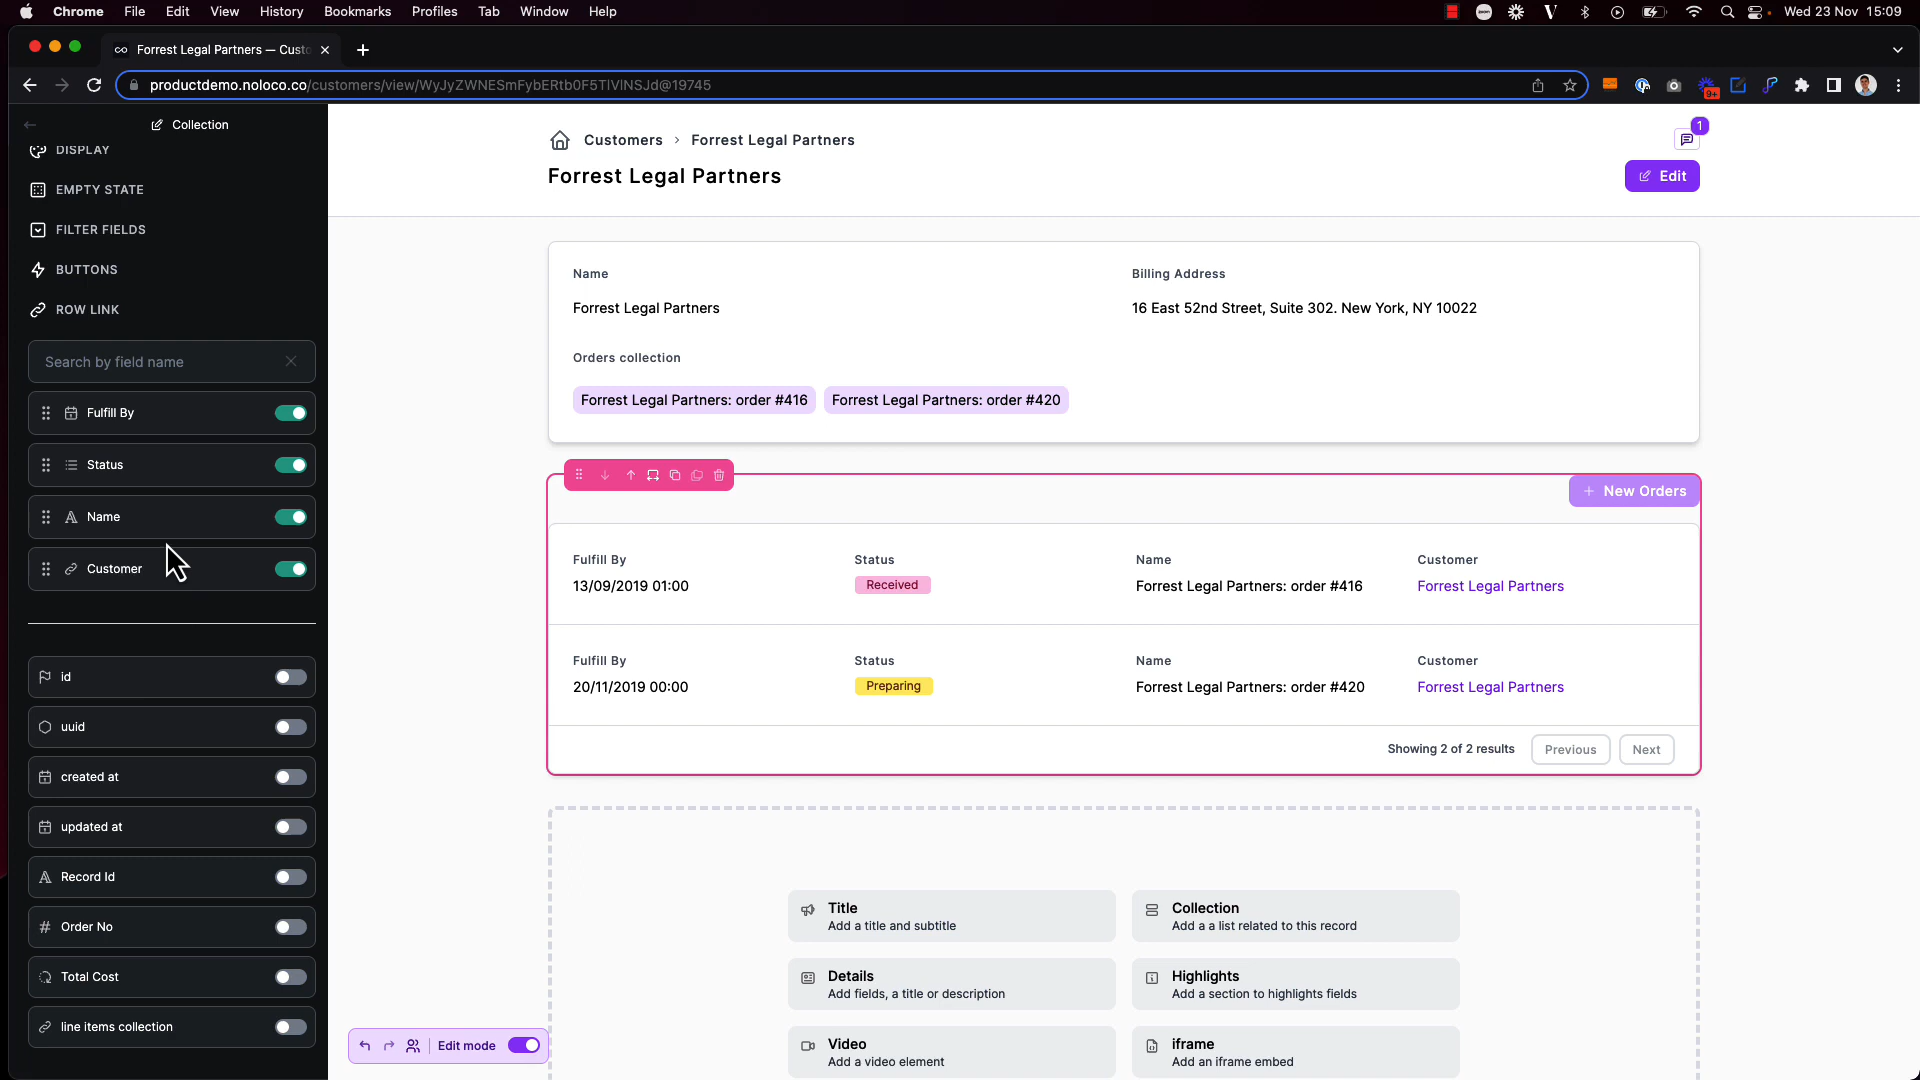 Chrome File Edit View History Bookmarks Profiles Tab Window Help
Wed 23 Nov 15:09
Forrest Legal Partners — Custo
productdemo.noloco.co/customers/view/WyJyZWNESmFybERtb0F5TlVlNSJd@19745
9+
Collection
DISPLAY
EMPTY STATE
FILTER FIELDS
BUTTONS
ROW LINK
Search by field name
Fulfill By
Status
Name
Customer
id
uuid
created at
updated at
Record Id
Order No
Total Cost
line items collection
Customers > Forrest Legal Partners
1
Forrest Legal Partners
Edit
Name
Billing Address
Forrest Legal Partners
16 East 52nd Street, Suite 302. New York, NY 10022
Orders collection
Forrest Legal Partners: order #416
Forrest Legal Partners: order #420
+ New Orders
Fulfill By Status Name Customer
13/09/2019 01:00 Received Forrest Legal Partners: order #416 Forrest Legal Partners
Fulfill By Status Name Customer
20/11/2019 00:00 Preparing Forrest Legal Partners: order #420 Forrest Legal Partners
Showing 2 of 2 results Previous Next
Title
Add a title and subtitle
Collection
Add a a list related to this record
Details
Add fields, a title or description
Highlights
Add a section to highlights fields
Video
Add a video element
iframe
Add an iframe embed
Edit mode